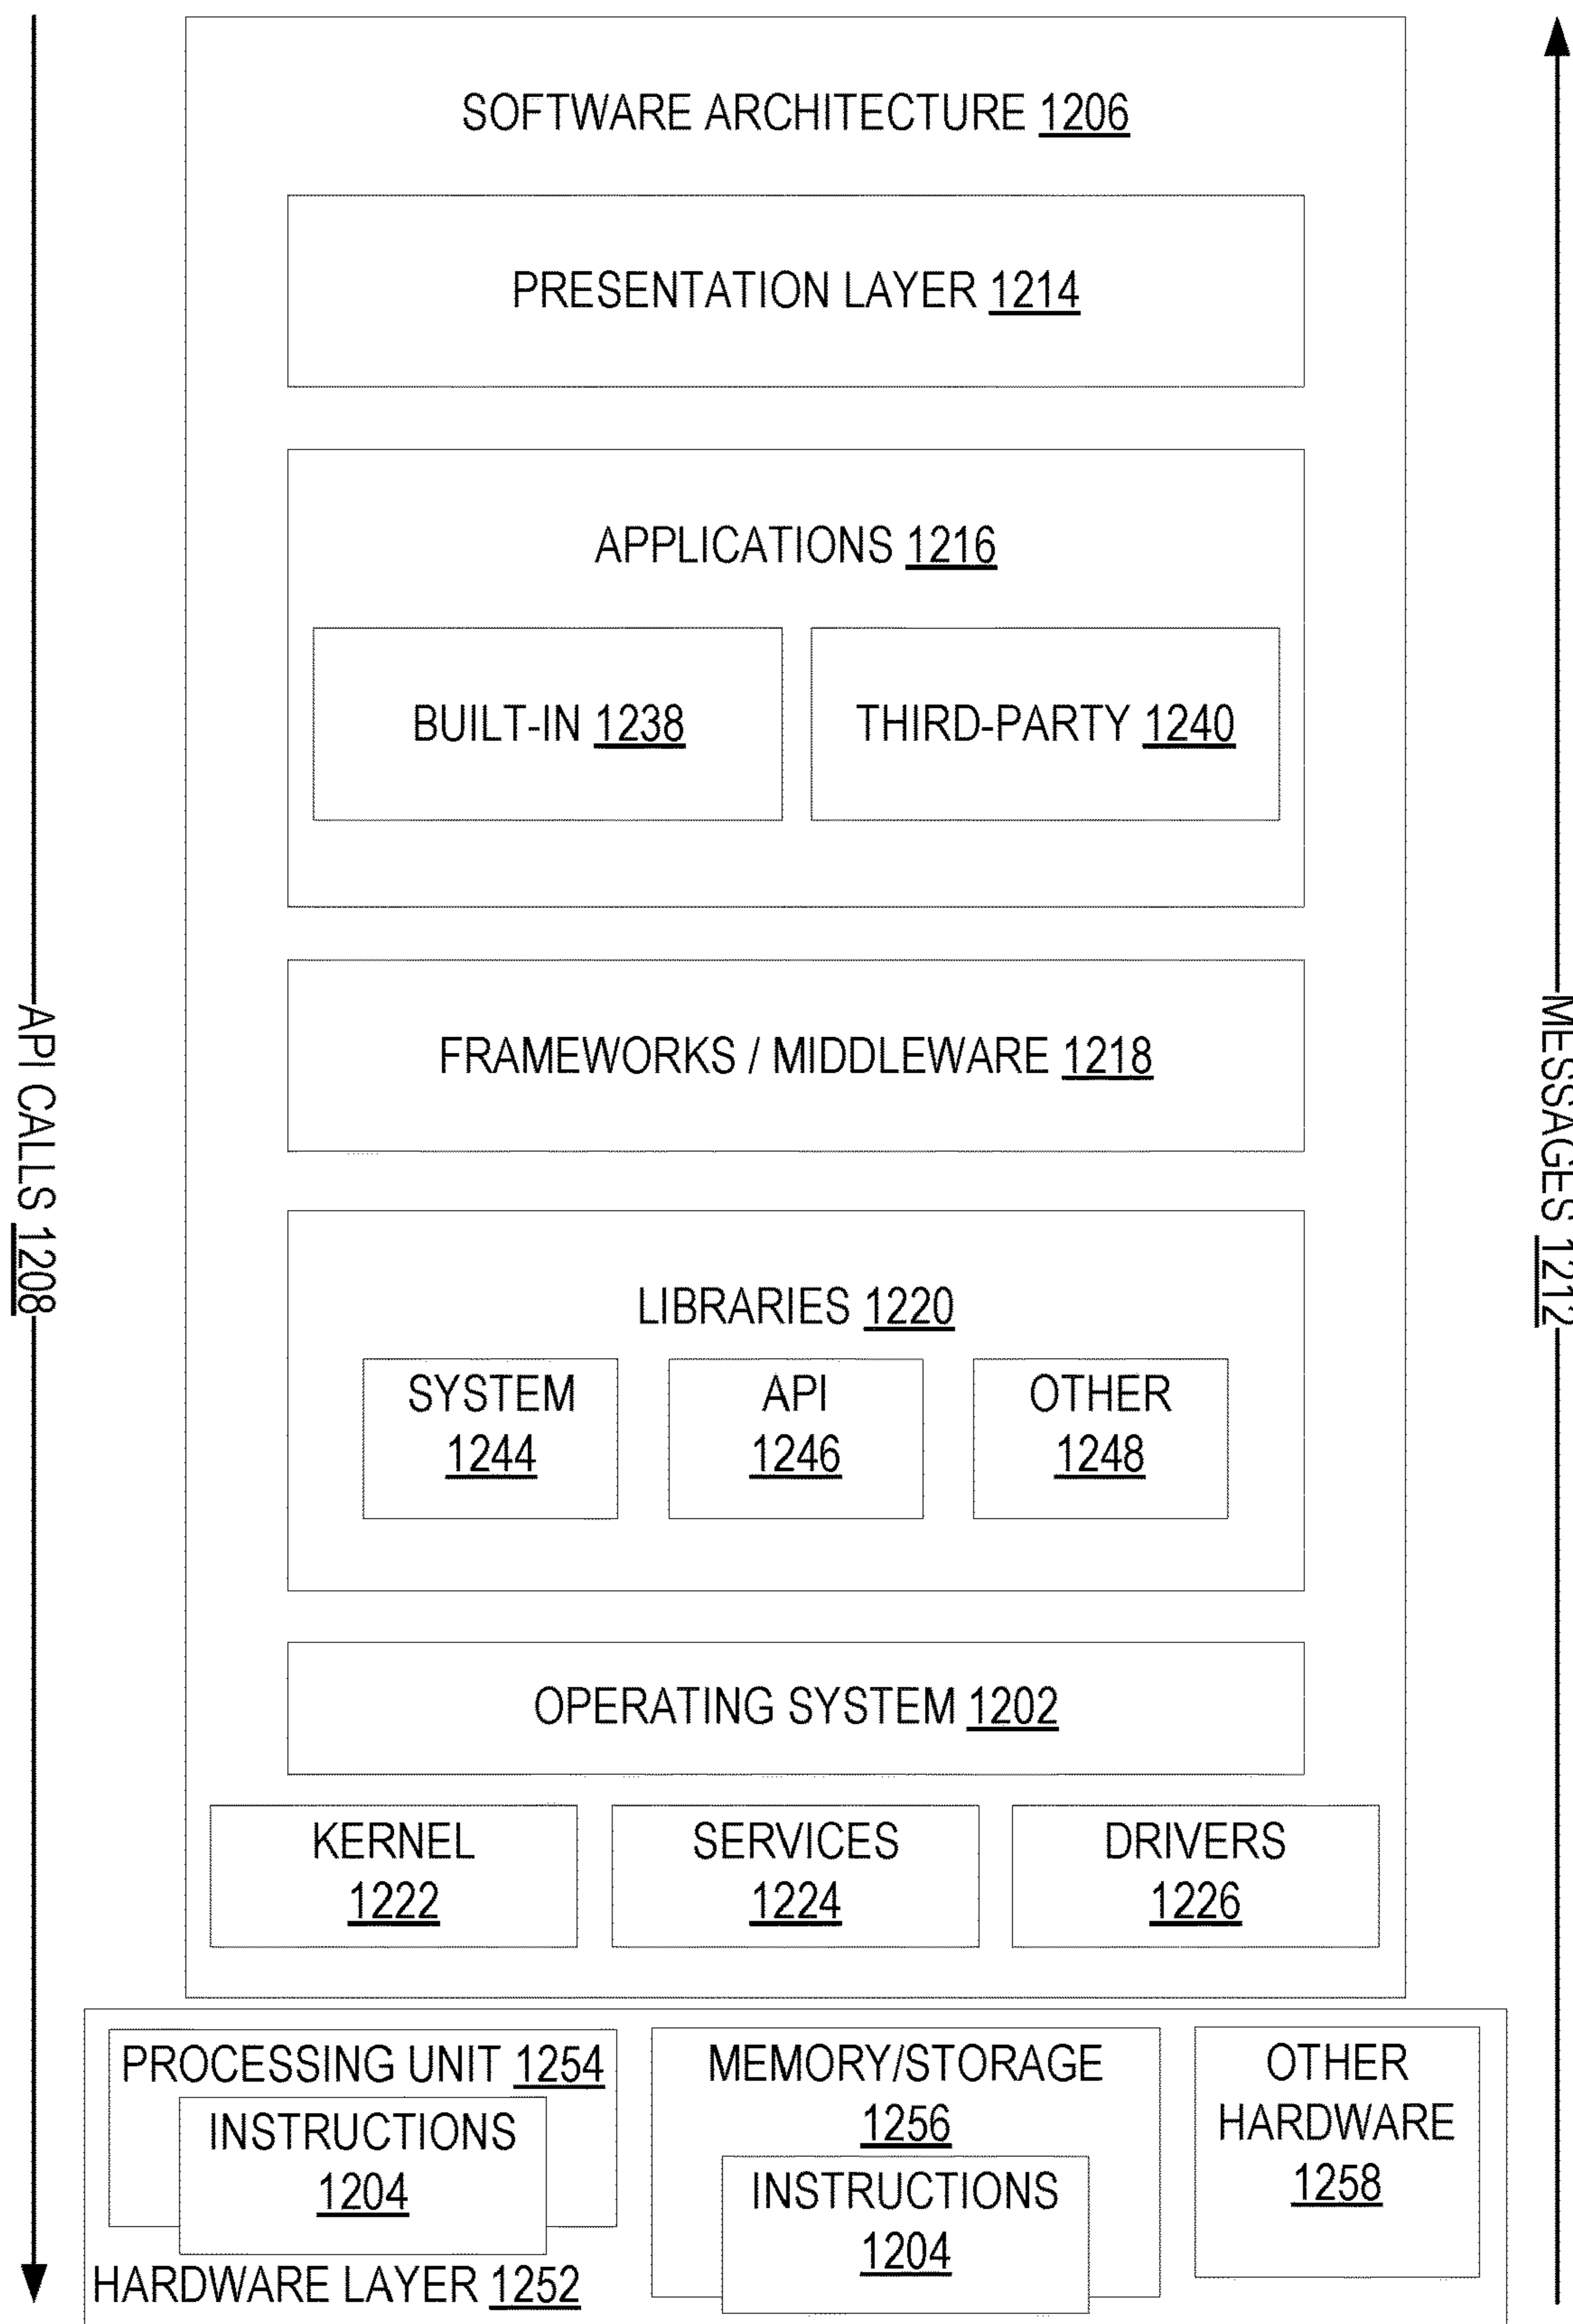 SOFTWARE ARCHITECTURE 1206
PRESENTATION LAYER 1214
APPLICATIONS 1216
BUILT-IN 1238
THIRD-PARTY 1240
FRAMEWORKS / MIDDLEWARE 1218
API CALLS 1208
MESSAGES 1212
LIBRARIES 1220
SYSTEM
1244
API
1246
OTHER
1248
OPERATING SYSTEM 1202
KERNEL
1222
SERVICES
1224
DRIVERS
1226
PROCESSING UNIT 1254
INSTRUCTIONS
1204
MEMORY/STORAGE
1256
INSTRUCTIONS
1204
OTHER
HARDWARE
1258
HARDWARE LAYER 1252